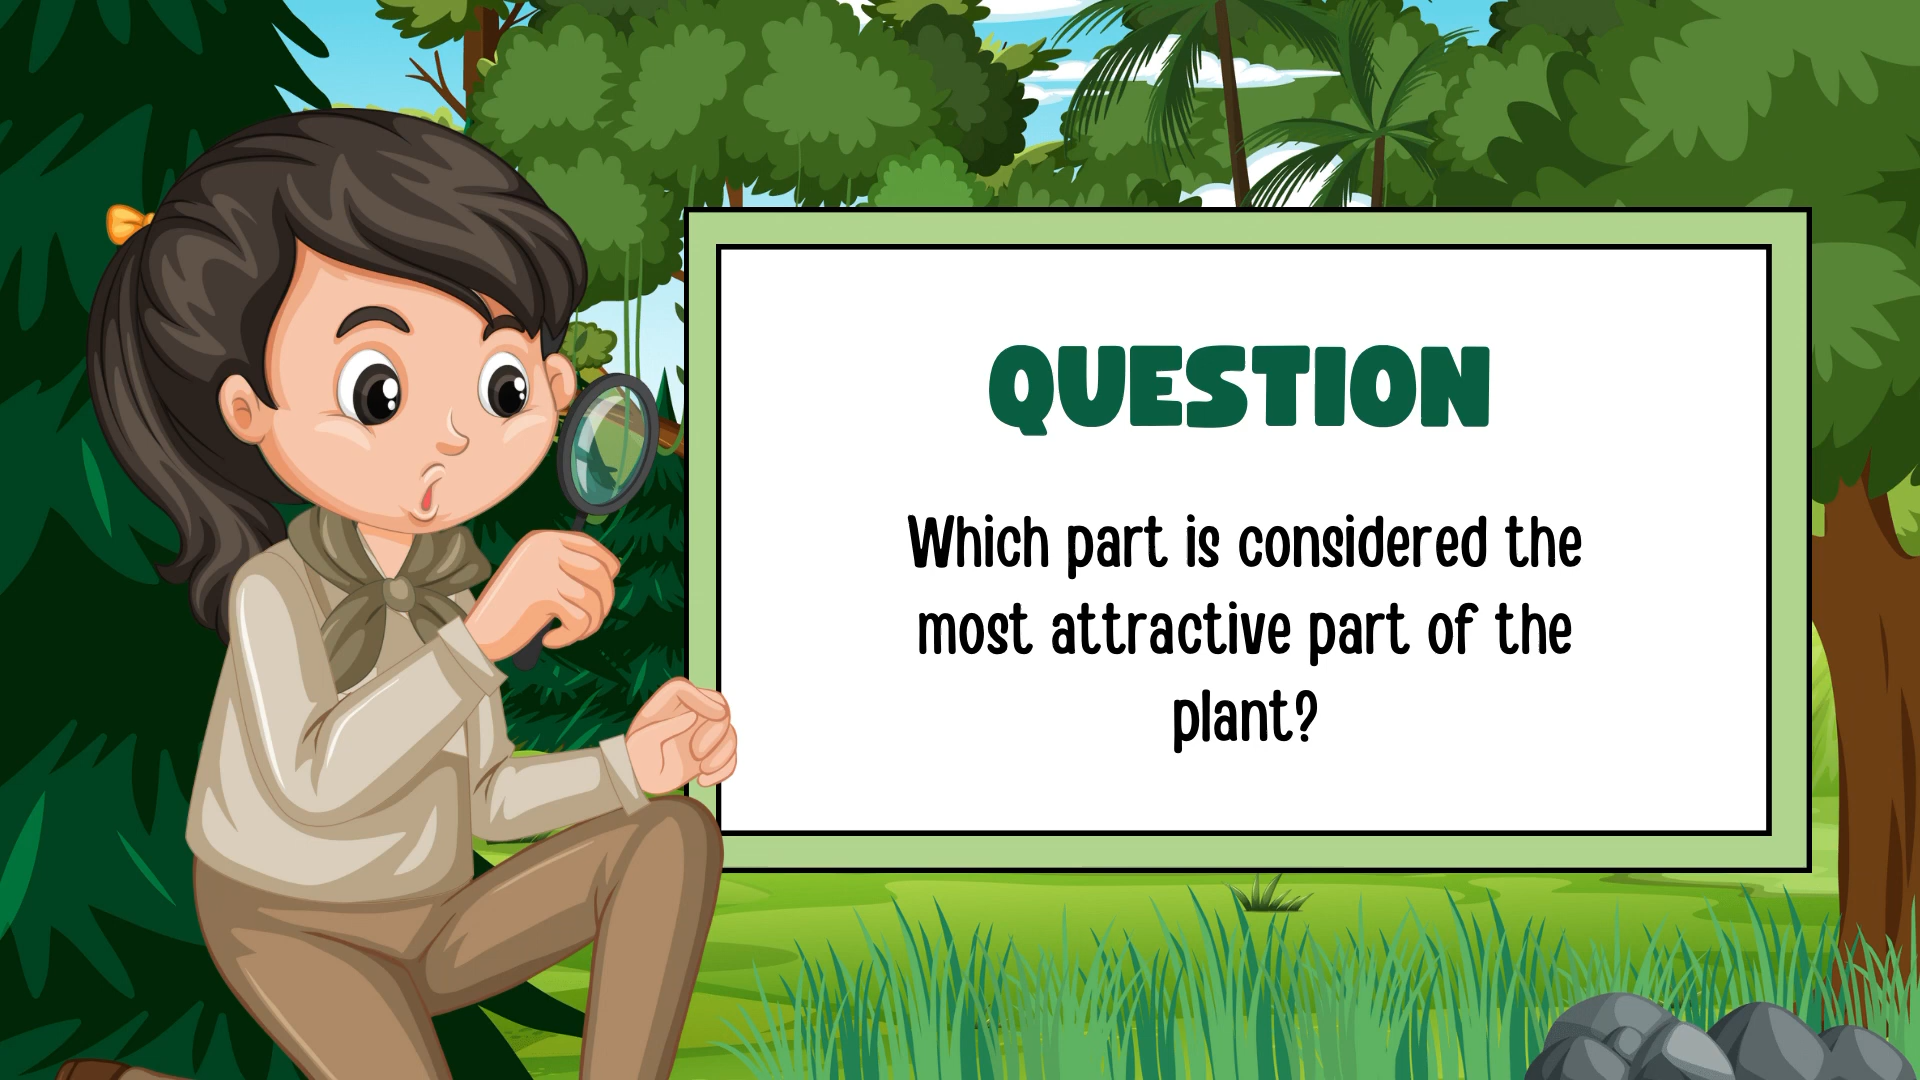 QUESTION
Which part is considered the
most attractive part of the
plant?